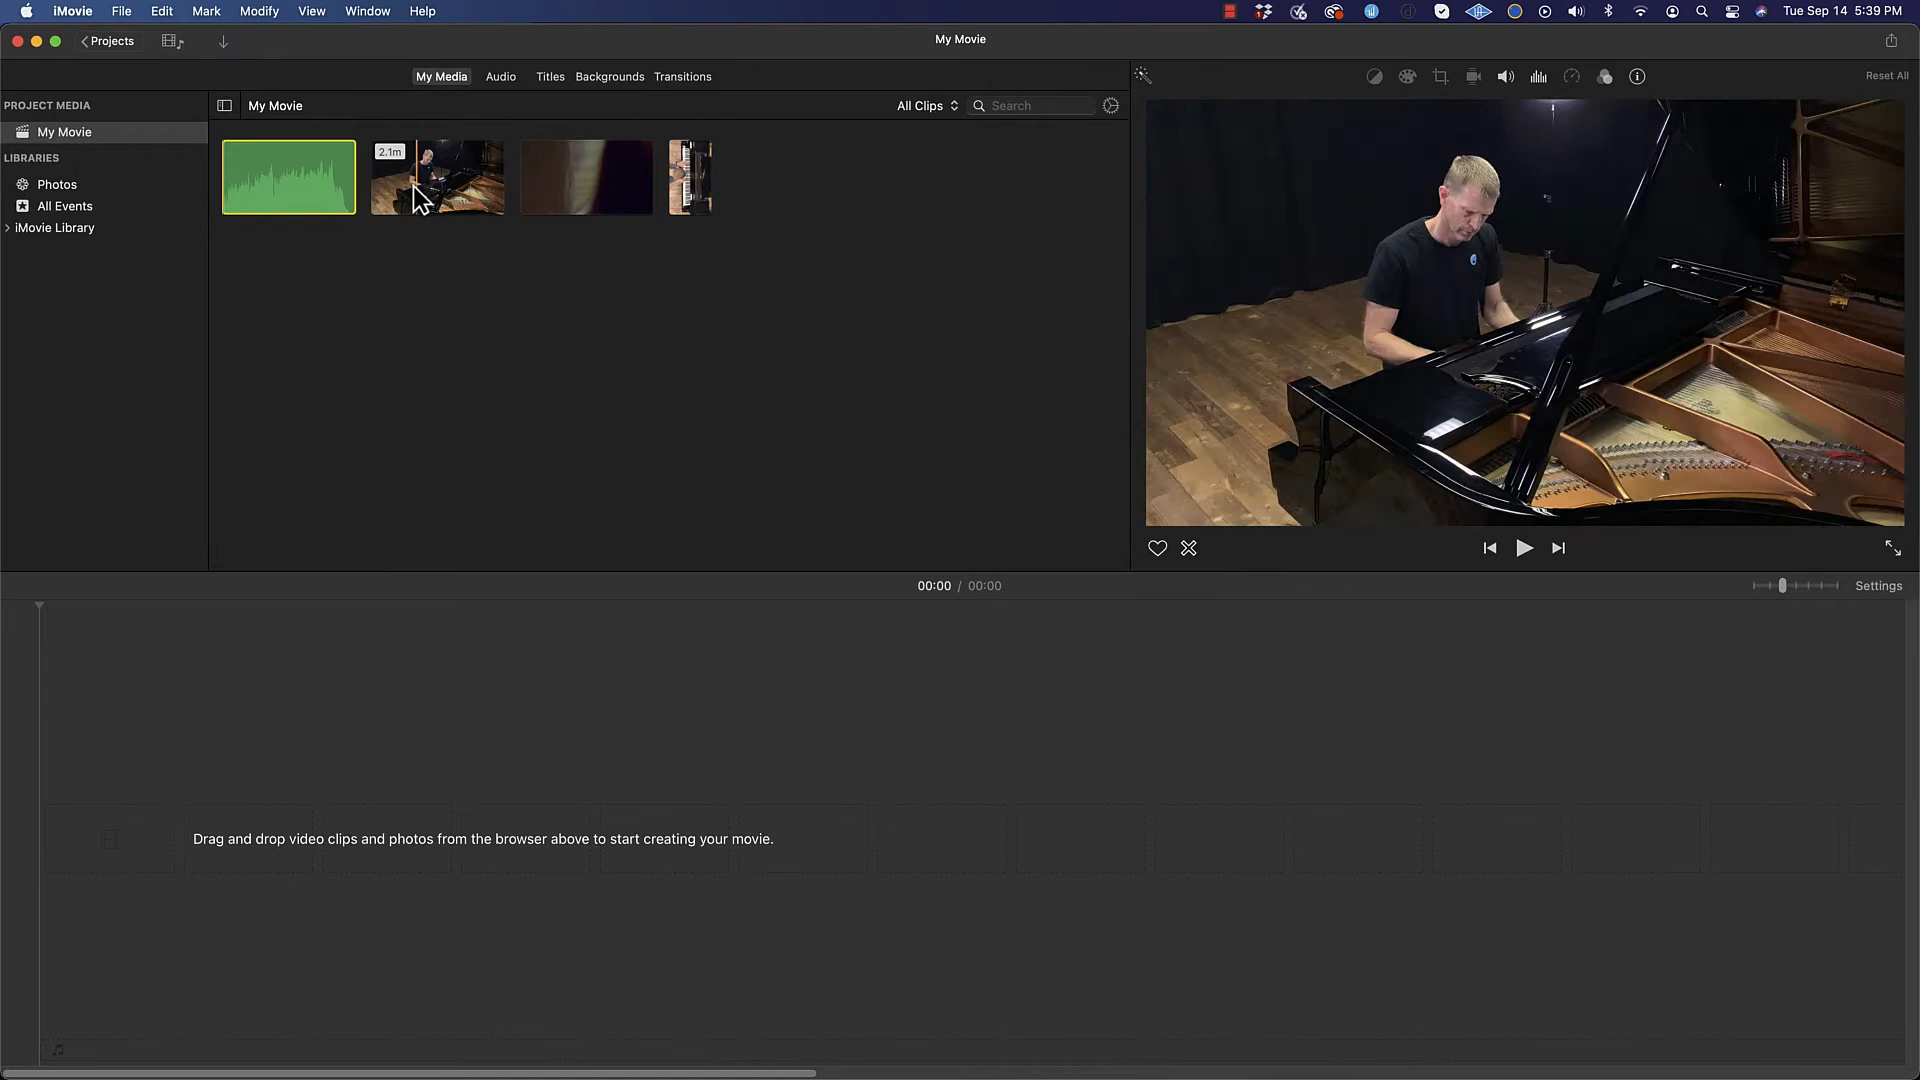 iMovie File Edit Mark Modify View Window Help
Tue Sep 14 5:39 PM
Projects
My Movie
My Media Audio Titles Backgrounds Transitions
Reset All
PROJECT MEDIA
My Movie
All Clips
Search
My Movie
LIBRARIES
2.1m
Photos
All Events
iMovie Library
00:00 / 00:00
Settings
Drag and drop video clips and photos from the browser above to start creating your movie.